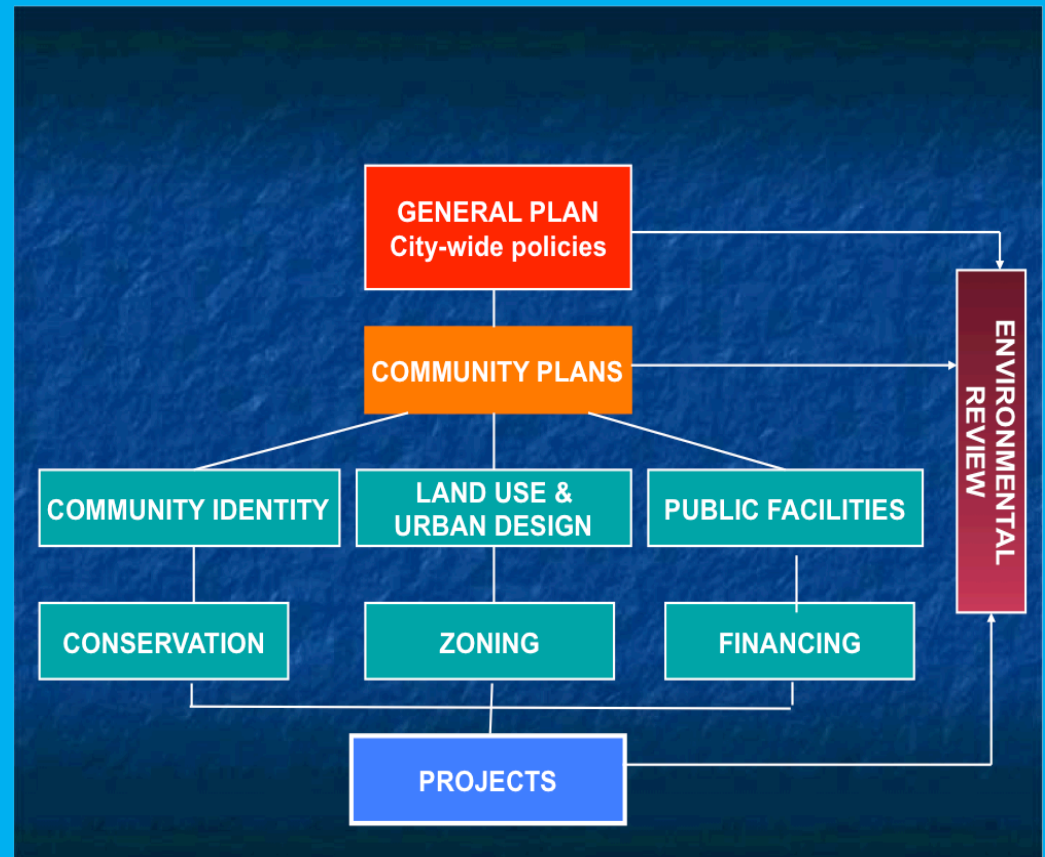 GENERAL PLAN
City-wide policies
COMMUNITY PLANS
ENVIRONMENTAL
REVIEW
COMMUNITY IDENTITY
LAND USE &
URBAN DESIGN
PUBLIC FACILITIES
CONSERVATION
ZONING
FINANCING
PROJECTS